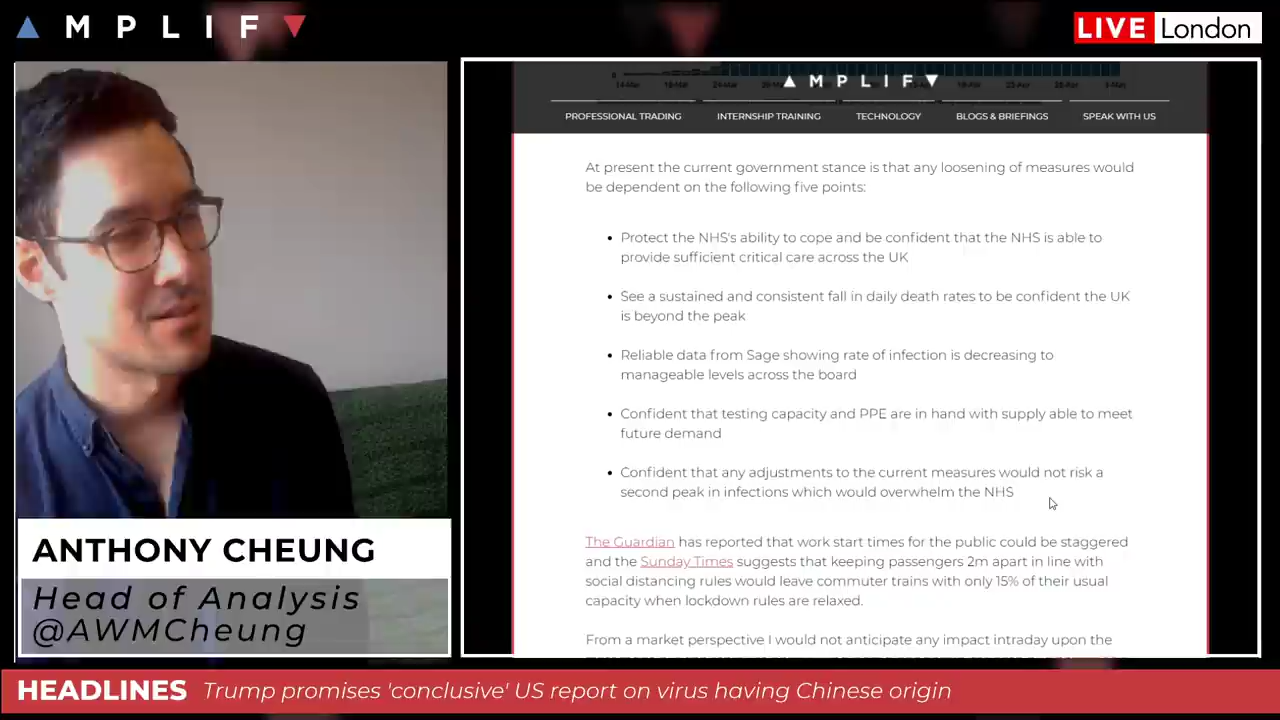 ▲ M P L I F ▼
LIVE London
▲ M P L I F ▼
PROFESSIONAL TRADING INTERNSHIP TRAINING TECHNOLOGY BLOGS & BRIEFINGS SPEAK WITH US
At present the current government stance is that any loosening of measures would
be dependent on the following five points:
• Protect the NHS's ability to cope and be confident that the NHS is able to
provide sufficient critical care across the UK
• See a sustained and consistent fall in daily death rates to be confident the UK
is beyond the peak
• Reliable data from Sage showing rate of infection is decreasing to
manageable levels across the board
• Confident that testing capacity and PPE are in hand with supply able to meet
future demand
• Confident that any adjustments to the current measures would not risk a
second peak in infections which would overwhelm the NHS
The Guardian has reported that work start times for the public could be staggered
and the Sunday Times suggests that keeping passengers 2m apart in line with
social distancing rules would leave commuter trains with only 15% of their usual
capacity when lockdown rules are relaxed.
From a market perspective I would not anticipate any impact intraday upon the
ANTHONY CHEUNG
Head of Analysis
@AWMCheung
HEADLINES Trump promises 'conclusive' US report on virus having Chinese origin